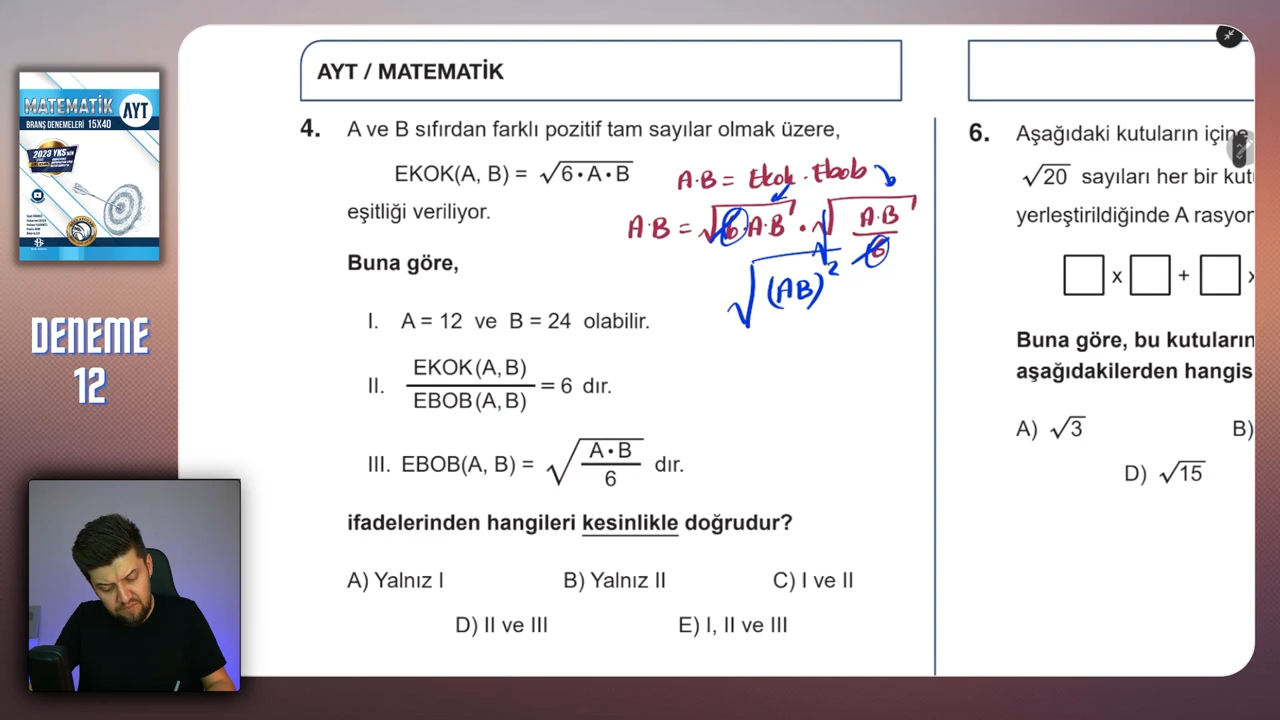 MATEMATİK AYT
BRANŞ DENEMELERİ 15X40
2023 YKS'NİN
DENEME
12
AYT / MATEMATİK
4. A ve B sıfırdan farklı pozitif tam sayılar olmak üzere,
EKOK(A, B) = √6•A•B
eşitliği veriliyor.
A·B = Ekok · Ebob
A·B = √6·A·B · √A·B/6
√(AB)²
Buna göre,
I. A = 12 ve B = 24 olabilir.
II. EKOK(A, B) / EBOB(A, B) = 6 dır.
III. EBOB(A, B) = √A•B/6 dır.
ifadelerinden hangileri kesinlikle doğrudur?
A) Yalnız I B) Yalnız II C) I ve II
D) II ve III E) I, II ve III
6. Aşağıdaki kutuların içine
√20 sayıları her bir kut
yerleştirildiğinde A rasyor
x + x
Buna göre, bu kutuların
aşağıdakilerden hangis
A) √3 B)
D) √15